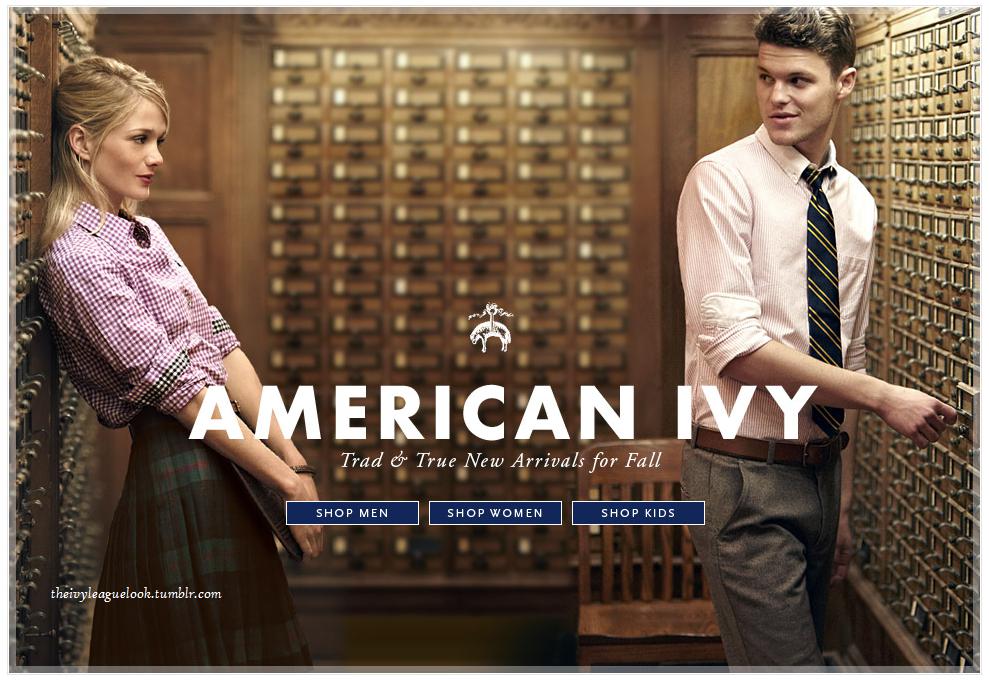 AMERICAN IVY
Trad & True New Arrivals for Fall
SHOP MEN
SHOP WOMEN
SHOP KIDS
theivyleaguelook.tumblr.com